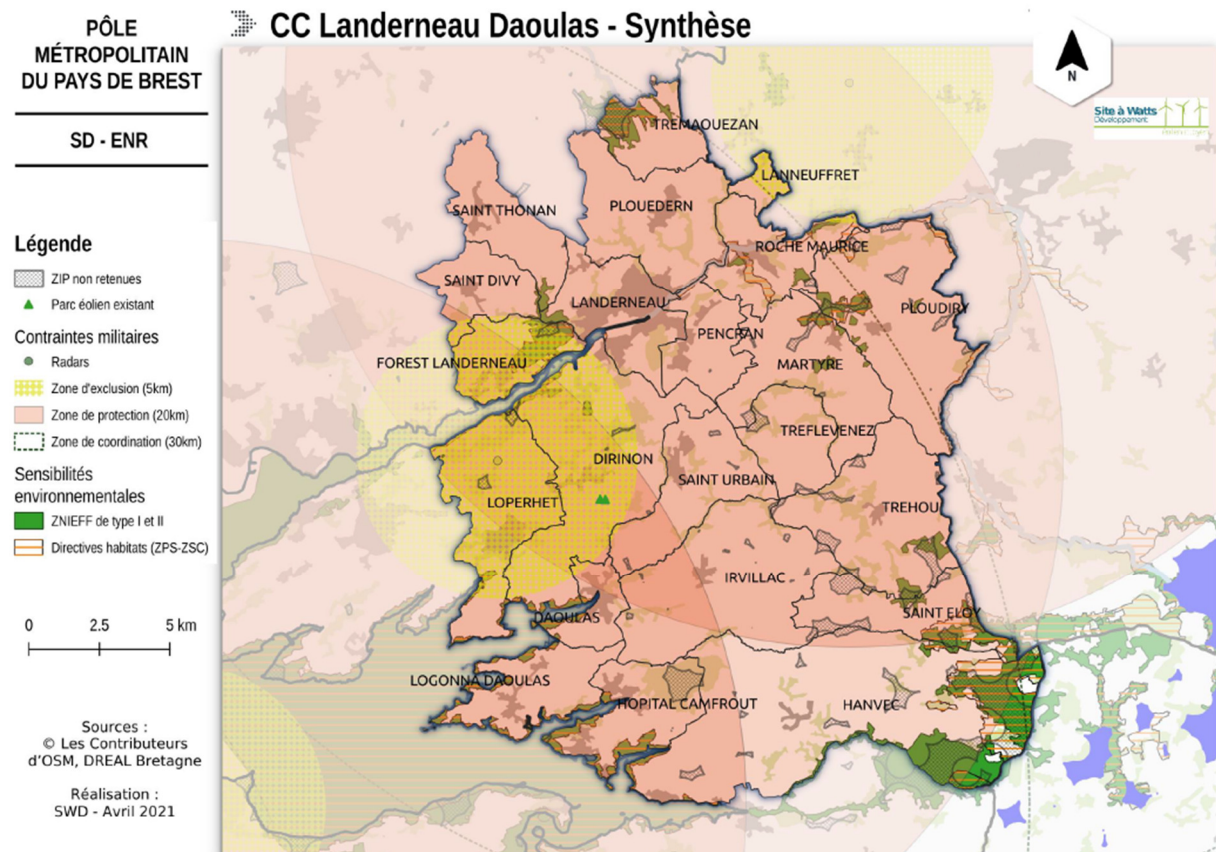 PÔLE
MÉTROPOLITAIN
DU PAYS DE BREST
SD - ENR
CC Landerneau Daoulas - Synthèse
N
Site à Watts
Développement
Légende
ZIP non retenues
Parc éolien existant
Contraintes militaires
Radars
Zone d'exclusion (5km)
Zone de protection (20km)
Zone de coordination (30km)
Sensibilités
environnementales
ZNIEFF de type I et II
Directives habitats (ZPS-ZSC)
0 2.5 5 km
Sources :
© Les Contributeurs
d'OSM, DREAL Bretagne
Réalisation :
SWD - Avril 2021
TREMAOUEZAN
LANNEUFFRET
SAINT THONAN
PLOUEDERN
ROCHE MAURICE
SAINT DIVY
LANDERNEAU
PLOUDIRY
PENCRAN
FOREST LANDERNEAU
MARTYRE
TREFLEVENEZ
DIRINON
SAINT URBAIN
LOPERHET
TREHOU
IRVILLAC
SAINT ELOY
DAOULAS
LOGONNA DAOULAS
HOPITAL CAMFROUT
HANVEC